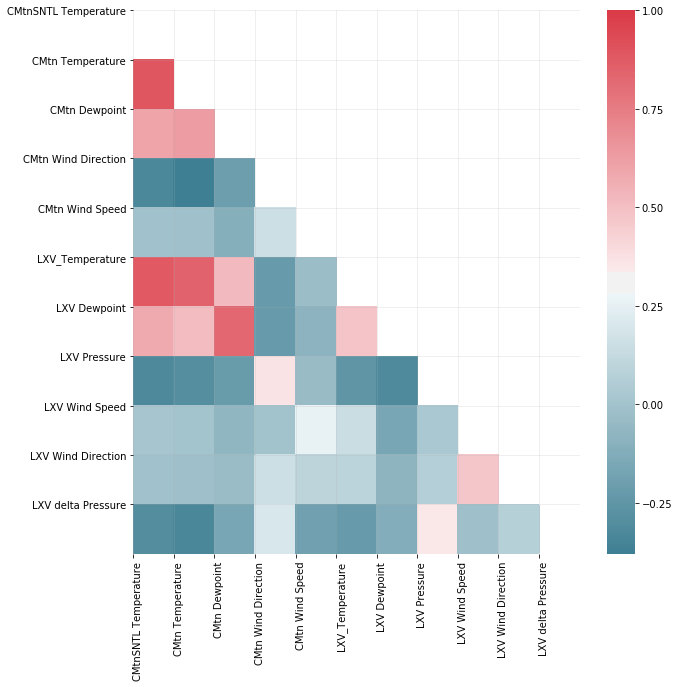 CMtnSNTL Temperature
CMtn Temperature
CMtn Dewpoint
CMtn Wind Direction
CMtn Wind Speed
LXV_Temperature
LXV Dewpoint
LXV Pressure
LXV Wind Speed
LXV Wind Direction
LXV delta Pressure
CMtnSNTL Temperature
CMtn Temperature
CMtn Dewpoint
CMtn Wind Direction
CMtn Wind Speed
LXV_Temperature
LXV Dewpoint
LXV Pressure
LXV Wind Speed
LXV Wind Direction
LXV delta Pressure
1.00
0.75
0.50
0.25
0.00
−0.25